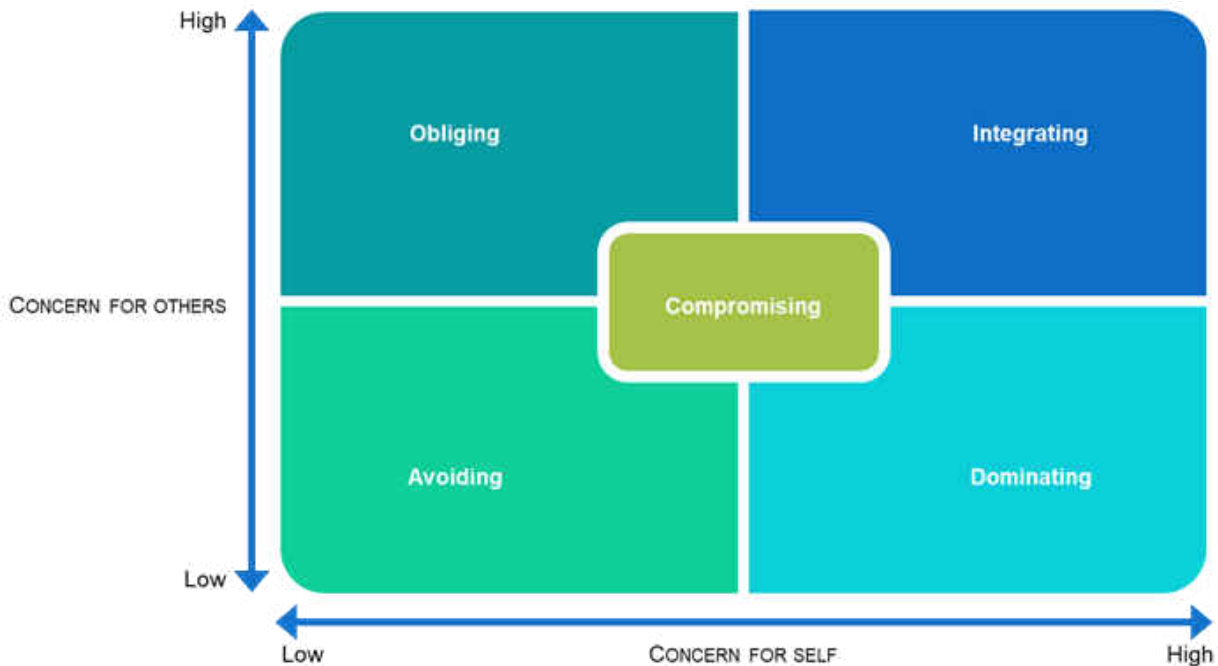 High
Obliging
Integrating
CONCERN FOR OTHERS
Compromising
Avoiding
Dominating
Low
Low
CONCERN FOR SELF
High